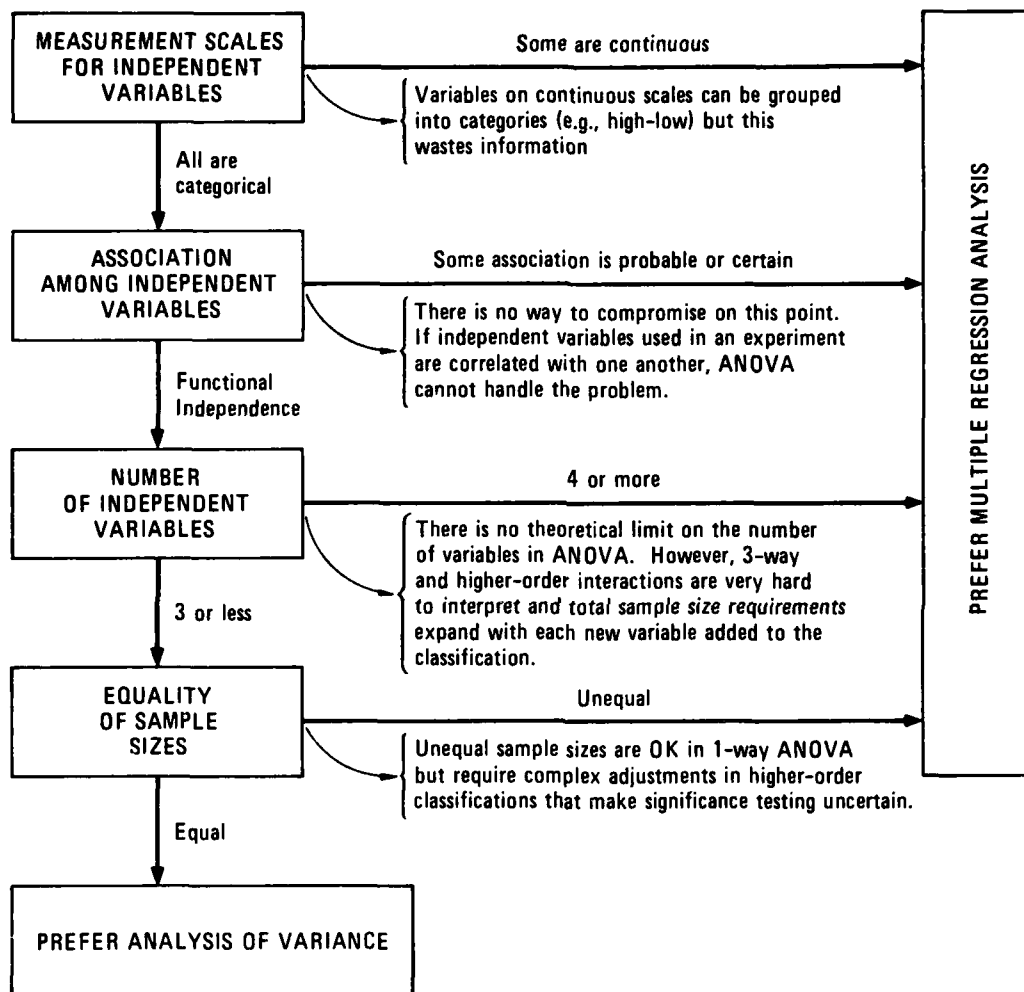 MEASUREMENT SCALES
FOR INDEPENDENT
VARIABLES
Some are continuous
Variables on continuous scales can be grouped
into categories (e.g., high-low) but this
wastes information
All are
categorical
ASSOCIATION
AMONG INDEPENDENT
VARIABLES
Some association is probable or certain
There is no way to compromise on this point.
If independent variables used in an experiment
are correlated with one another, ANOVA
cannot handle the problem.
Functional
Independence
NUMBER
OF INDEPENDENT
VARIABLES
4 or more
There is no theoretical limit on the number
of variables in ANOVA. However, 3-way
and higher-order interactions are very hard
to interpret and total sample size requirements
expand with each new variable added to the
classification.
3 or less
EQUALITY
OF SAMPLE
SIZES
Unequal
Unequal sample sizes are OK in 1-way ANOVA
but require complex adjustments in higher-order
classifications that make significance testing uncertain.
Equal
PREFER ANALYSIS OF VARIANCE
PREFER MULTIPLE REGRESSION ANALYSIS